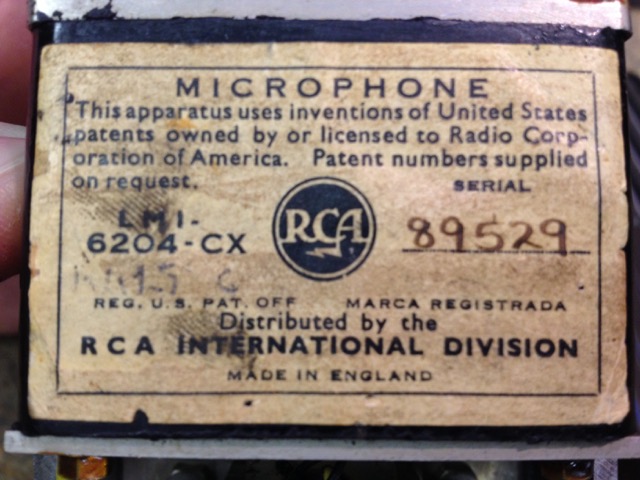 MICROPHONE
This apparatus uses inventions of United States
patents owned by or licensed to Radio Corp-
oration of America. Patent numbers supplied
on request.
SERIAL
LMI-
6204-CX
RCA
89529
REG. U.S. PAT. OFF MARCA REGISTRADA
Distributed by the
RCA INTERNATIONAL DIVISION
MADE IN ENGLAND